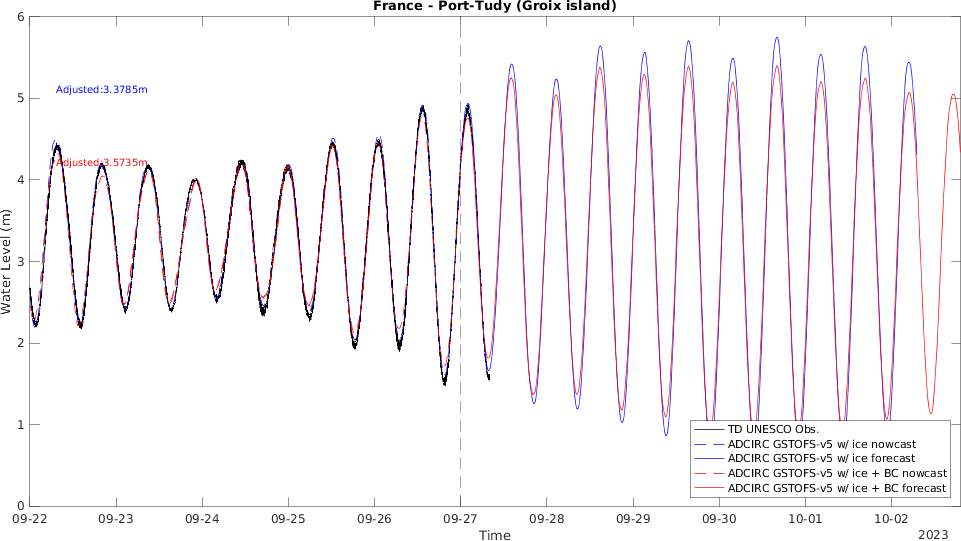 France - Port-Tudy (Groix island)
6
5
4
3
2
1
0
Water Level (m)
Adjusted:3.3785m
Adjusted:3.5735m
TD UNESCO Obs.
ADCIRC GSTOFS-v5 w/ ice nowcast
ADCIRC GSTOFS-v5 w/ ice forecast
ADCIRC GSTOFS-v5 w/ ice + BC nowcast
ADCIRC GSTOFS-v5 w/ ice + BC forecast
09-22 09-23 09-24 09-25 09-26 09-27 09-28 09-29 09-30 10-01 10-02
Time
2023